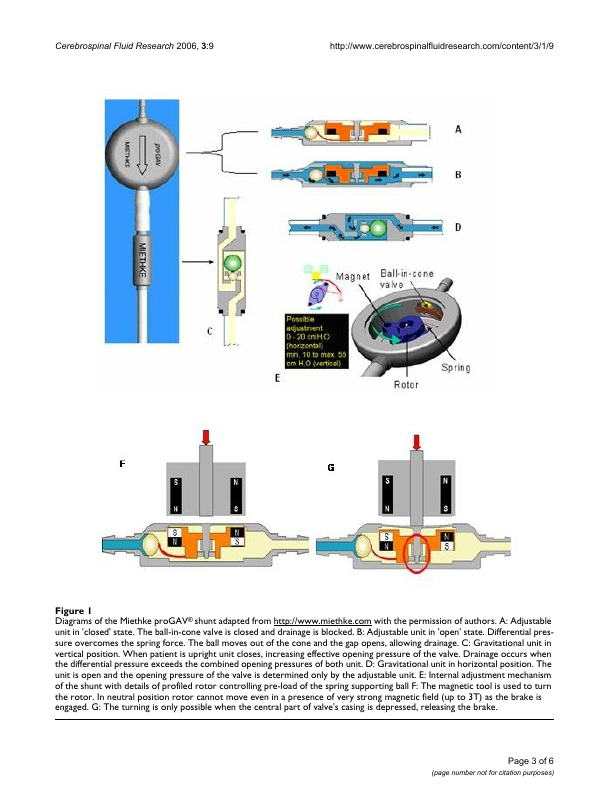 Cerebrospinal Fluid Research 2006, 3:9
http://www.cerebrospinalfluidresearch.com/content/3/1/9
proGAV
MIETHKE
MIETHKE
A
B
D
C
Magnet
Ball-in-cone
valve
Possible
adjustment
0 - 20 cmH2O
(horizontal)
min. 10 to max. 55
cm H2O (vertical)
Spring
Rotor
E
F
S
N
N
S
S
N
N
S
G
S
N
N
S
S
N
N
S
Figure 1
Diagrams of the Miethke proGAV® shunt adapted from http://www.miethke.com with the permission of authors. A: Adjustable
unit in 'closed' state. The ball-in-cone valve is closed and drainage is blocked. B: Adjustable unit in 'open' state. Differential pres-
sure overcomes the spring force. The ball moves out of the cone and the gap opens, allowing drainage. C: Gravitational unit in
vertical position. When patient is upright unit closes, increasing effective opening pressure of the valve. Drainage occurs when
the differential pressure exceeds the combined opening pressures of both unit. D: Gravitational unit in horizontal position. The
unit is open and the opening pressure of the valve is determined only by the adjustable unit. E: Internal adjustment mechanism
of the shunt with details of profiled rotor controlling pre-load of the spring supporting ball F: The magnetic tool is used to turn
the rotor. In neutral position rotor cannot move even in a presence of very strong magnetic field (up to 3T) as the brake is
engaged. G: The turning is only possible when the central part of valve's casing is depressed, releasing the brake.
Page 3 of 6
(page number not for citation purposes)